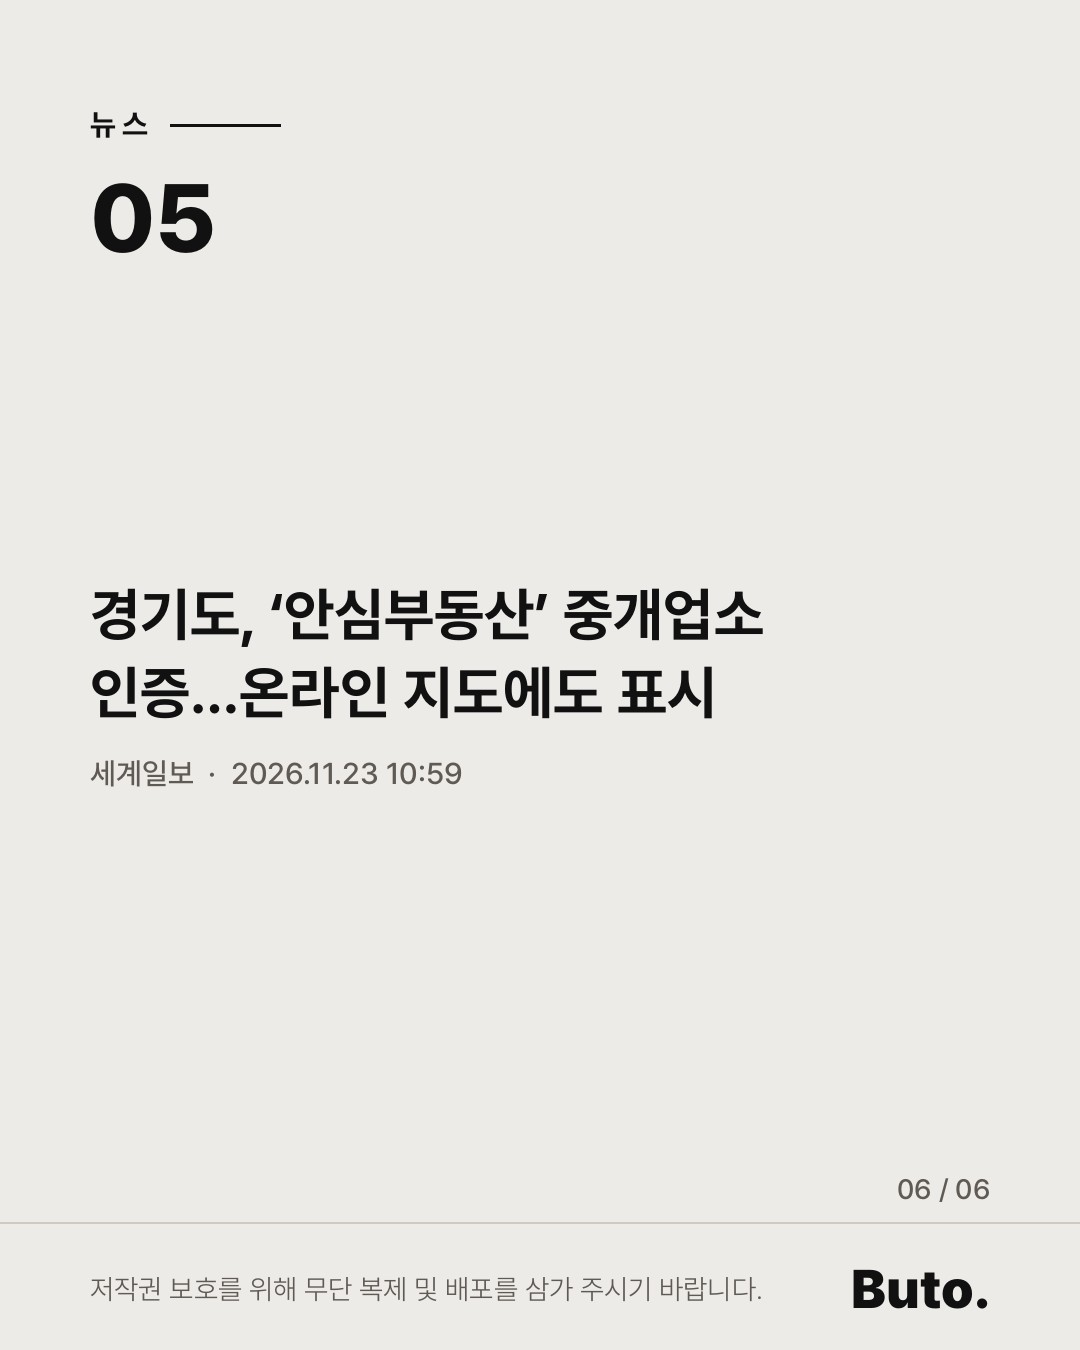 뉴스
05
경기도, ‘안심부동산’ 중개업소
인증…온라인 지도에도 표시
세계일보 · 2026.11.23 10:59
06 / 06
저작권 보호를 위해 무단 복제 및 배포를 삼가 주시기 바랍니다.
Buto.